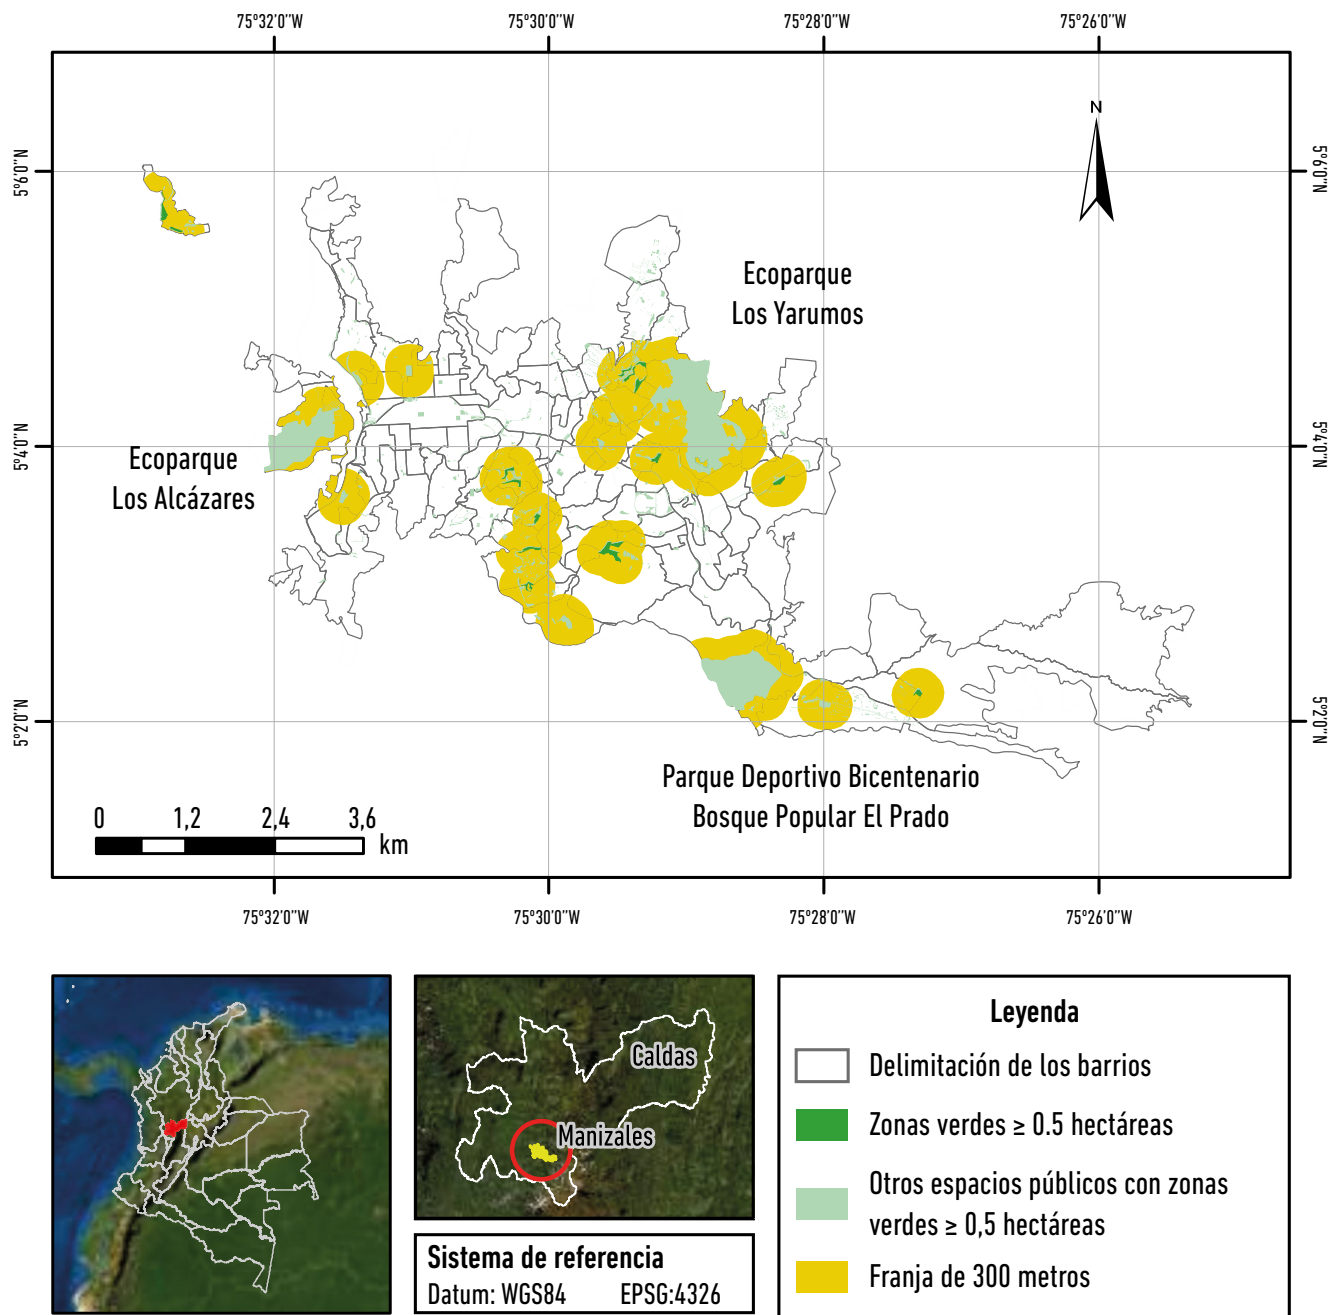 75°32'0''W
75°30'0''W
75°28'0''W
75°26'0''W
N
5°6'0''N
5°6'0''N
Ecoparque
Los Yarumos
5°4'0''N
5°4'0''N
Ecoparque
Los Alcázares
5°2'0''N
5°2'0''N
Parque Deportivo Bicentenario
Bosque Popular El Prado
0 1,2 2,4 3,6
km
75°32'0''W
75°30'0''W
75°28'0''W
75°26'0''W
Caldas
Manizales
Sistema de referencia
Datum: WGS84 EPSG:4326
Leyenda
Delimitación de los barrios
Zonas verdes ≥ 0.5 hectáreas
Otros espacios públicos con zonas
verdes ≥ 0,5 hectáreas
Franja de 300 metros